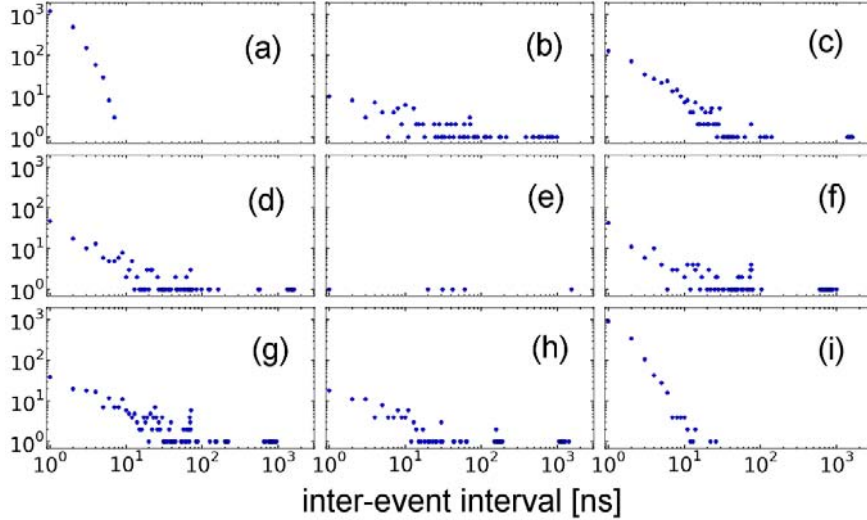 10³ (a) (b) (c)
10²
10¹
10⁰
10³ (d) (e) (f)
10²
10¹
10⁰
10³ (g) (h) (i)
10²
10¹
10⁰
10⁰ 10¹ 10² 10³ 10⁰ 10¹ 10² 10³ 10⁰ 10¹ 10² 10³
inter-event interval [ns]